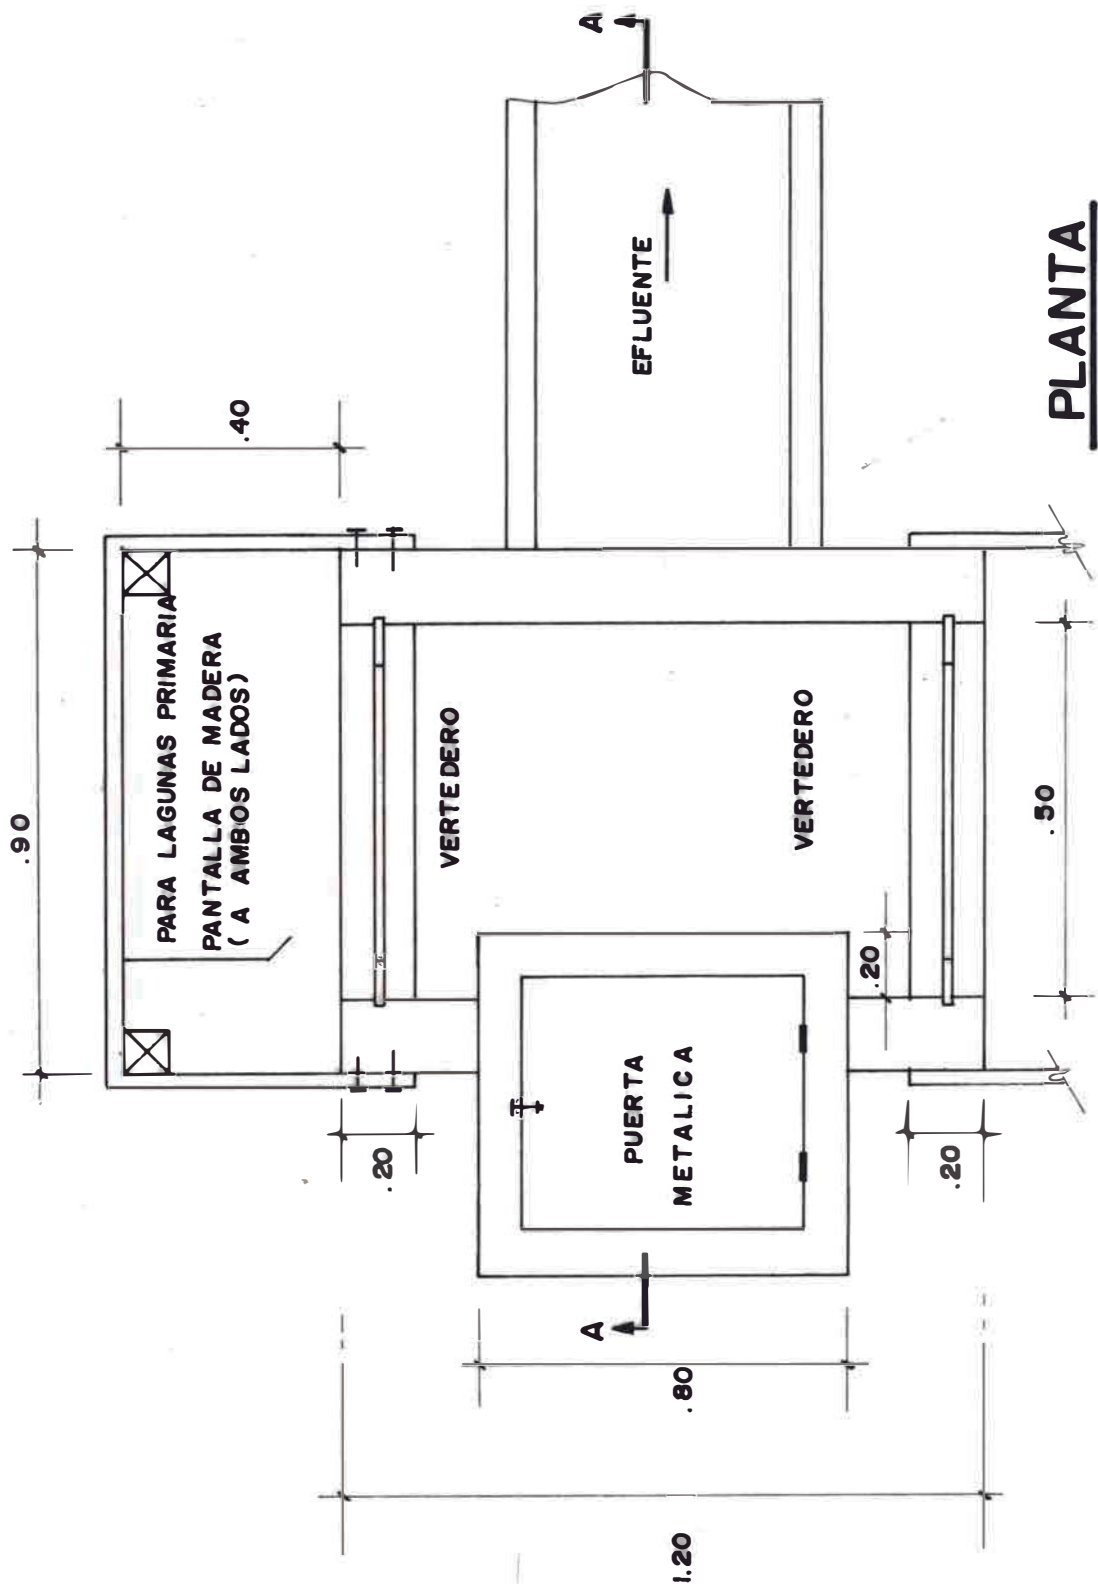 .90
PARA LAGUNAS PRIMARIA
PANTALLA DE MADERA
( A AMBOS LADOS)
.40
A
.20
VERTEDERO
EFLUENTE
A
PUERTA
METALICA
.80
VERTEDERO
.20
.20
.50
1.20
PLANTA